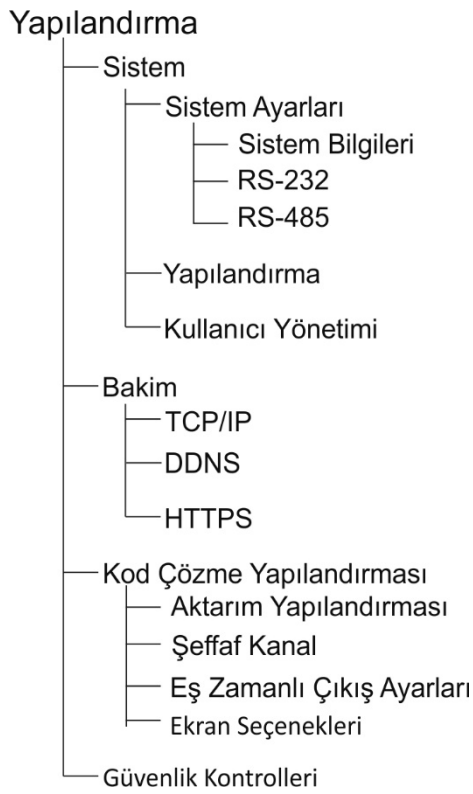 Yapılandırma
Sistem
Sistem Ayarları
Sistem Bilgileri
RS-232
RS-485
Yapılandırma
Kullanıcı Yönetimi
Bakim
TCP/IP
DDNS
HTTPS
Kod Çözme Yapılandırması
Aktarım Yapılandırması
Şeffaf Kanal
Eş Zamanlı Çıkış Ayarları
Ekran Seçenekleri
Güvenlik Kontrolleri